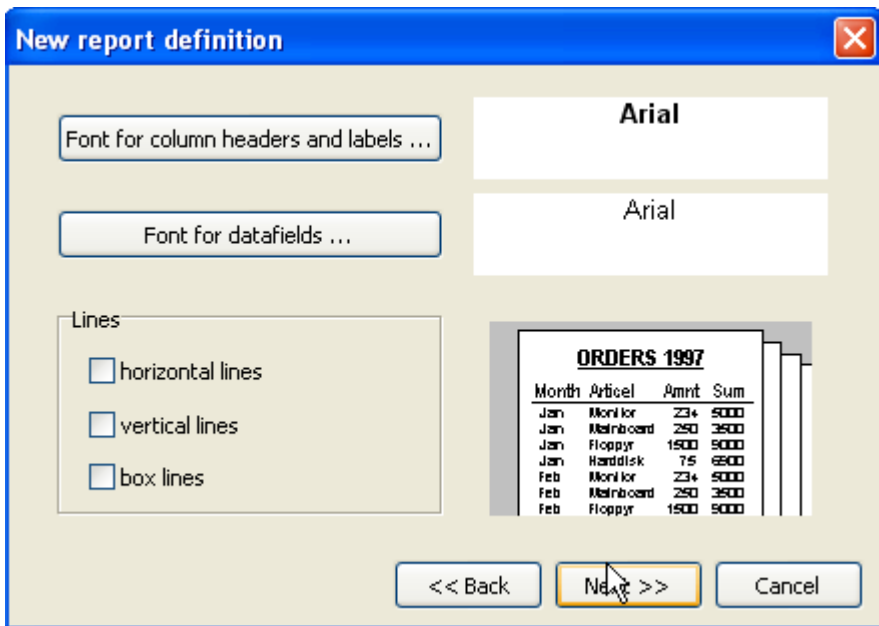 New report definition
Font for column headers and labels ...
Arial
Font for datafields ...
Arial
Lines
horizontal lines
vertical lines
box lines
ORDERS 1997
Month Articel Amnt Sum
Jan Monitor 234 5000
Jan Mainboard 250 3500
Jan Floppyr 1500 9000
Jan Harddisk 75 6900
Feb Monitor 234 5000
Feb Mainboard 250 3500
Feb Floppyr 1500 9000
<< Back
Next >>
Cancel